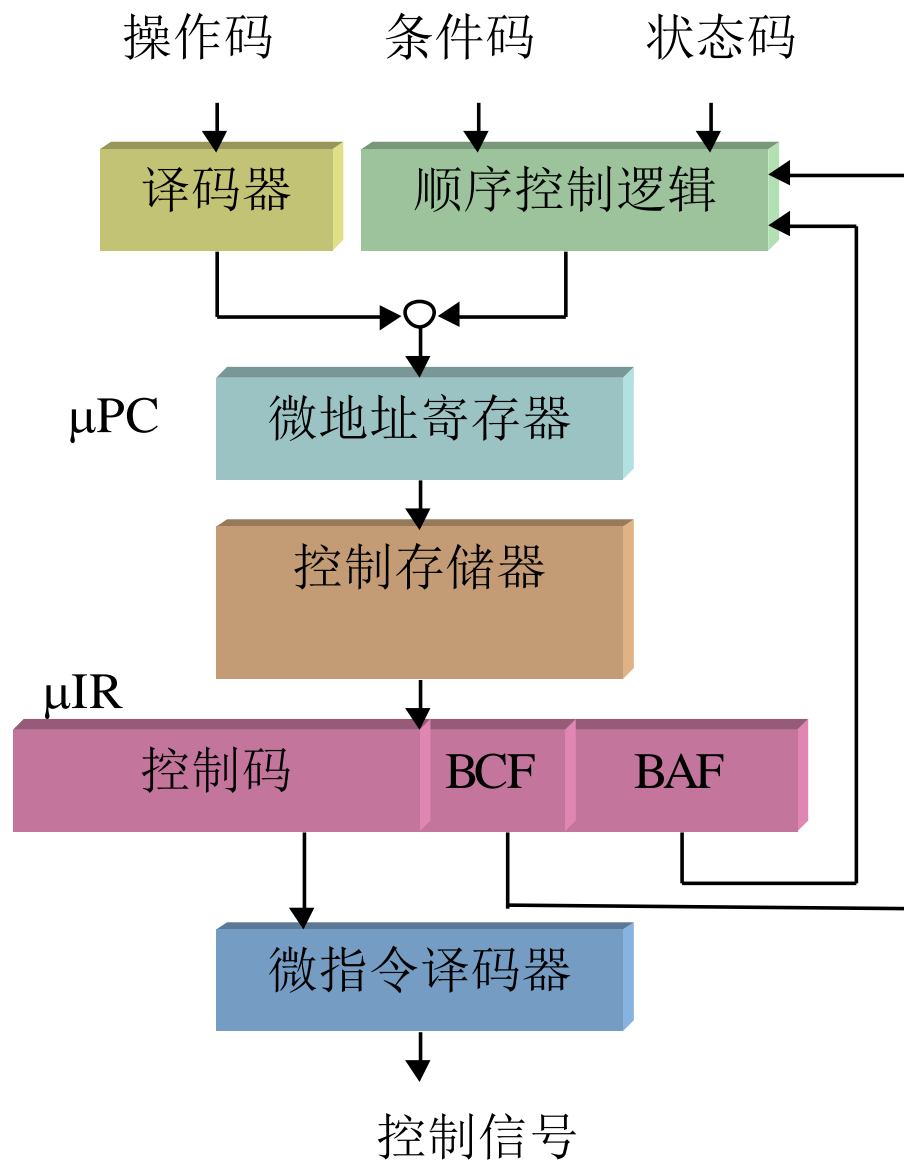 操作码
条件码
状态码
译码器
顺序控制逻辑
μPC
微地址寄存器
控制存储器
μIR
控制码
BCF
BAF
微指令译码器
控制信号